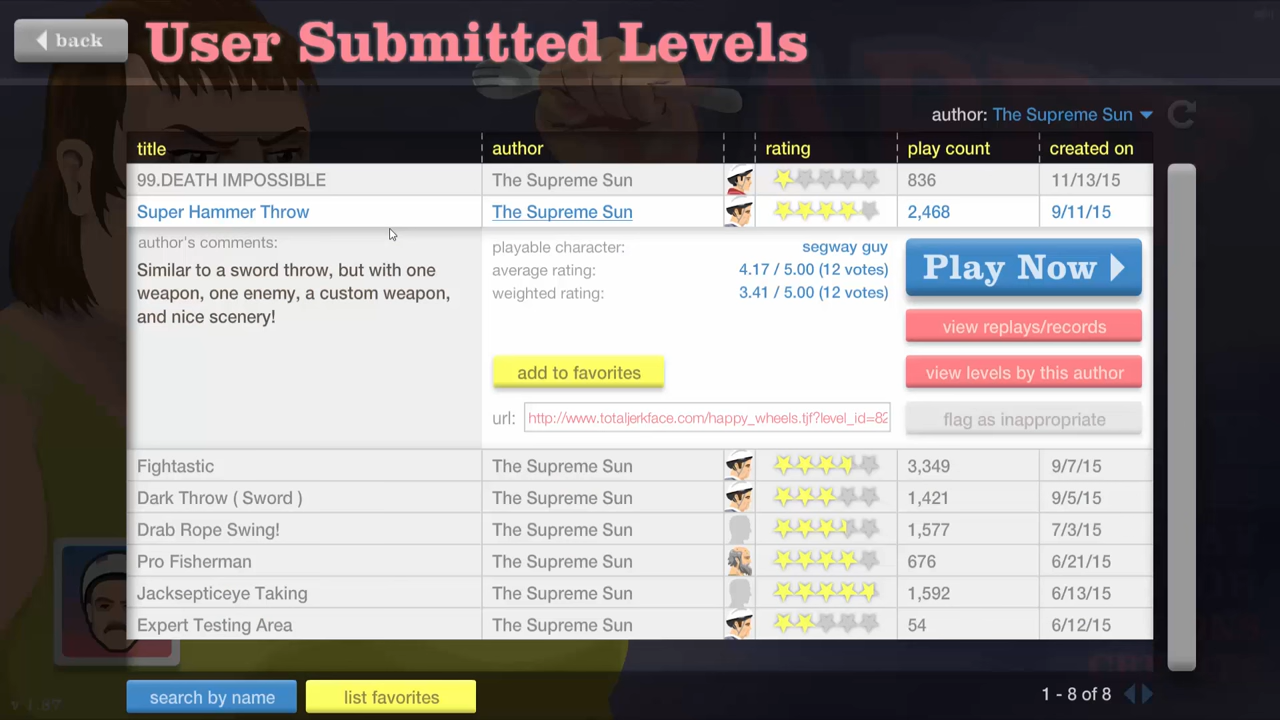 back
User Submitted Levels
author: The Supreme Sun
title author rating play count created on
99.DEATH IMPOSSIBLE The Supreme Sun 836 11/13/15
Super Hammer Throw The Supreme Sun 2,468 9/11/15
author's comments:
Similar to a sword throw, but with one
weapon, one enemy, a custom weapon,
and nice scenery!
playable character: segway guy
average rating: 4.17 / 5.00 (12 votes)
weighted rating: 3.41 / 5.00 (12 votes)
Play Now
view replays/records
add to favorites
view levels by this author
url: http://www.totaljerkface.com/happy_wheels.tjf?level_id=82
flag as inappropriate
Fightastic The Supreme Sun 3,349 9/7/15
Dark Throw ( Sword ) The Supreme Sun 1,421 9/5/15
Drab Rope Swing! The Supreme Sun 1,577 7/3/15
Pro Fisherman The Supreme Sun 676 6/21/15
Jacksepticeye Taking The Supreme Sun 1,592 6/13/15
Expert Testing Area The Supreme Sun 54 6/12/15
search by name
list favorites
1 - 8 of 8